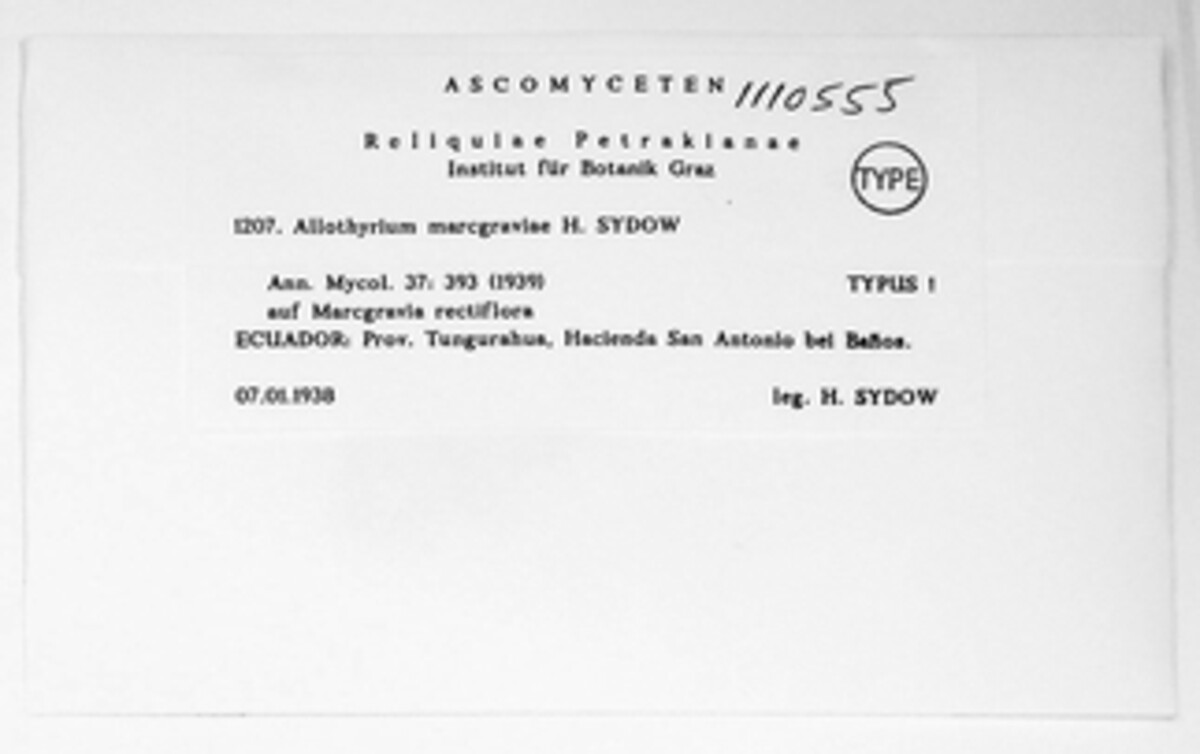 ASCOMYCETEN 1110555
Reliquiae Petrakianae
Institut für Botanik Graz
TYPE
1207. Allothyrium marcgraviae H. SYDOW
Ann. Mycol. 37: 393 (1939) TYPUS !
auf Marcgravia rectiflora
ECUADOR: Prov. Tungurahua, Hacienda San Antonio bei Baños.
07.01.1938 leg. H. SYDOW